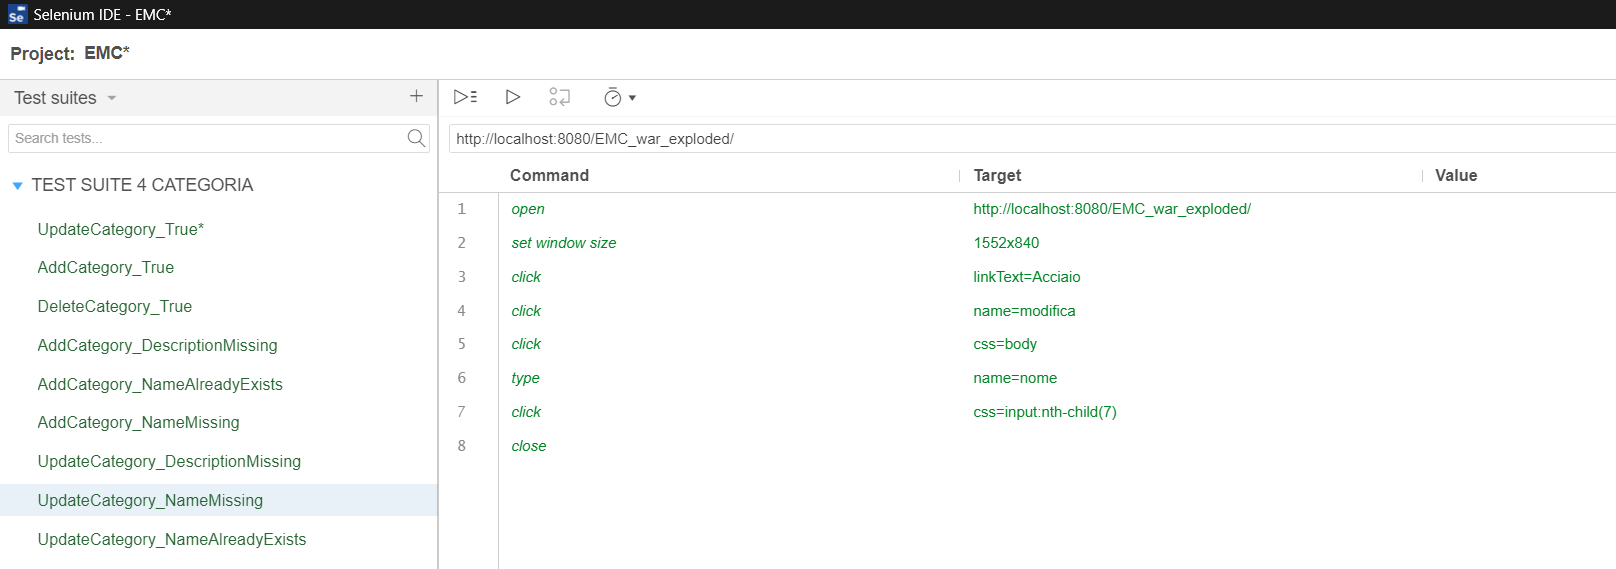 Se Selenium IDE - EMC*
Project: EMC*
Test suites
+
Search tests...
TEST SUITE 4 CATEGORIA
UpdateCategory_True*
AddCategory_True
DeleteCategory_True
AddCategory_DescriptionMissing
AddCategory_NameAlreadyExists
AddCategory_NameMissing
UpdateCategory_DescriptionMissing
UpdateCategory_NameMissing
UpdateCategory_NameAlreadyExists
http://localhost:8080/EMC_war_exploded/
Command Target Value
1 open http://localhost:8080/EMC_war_exploded/
2 set window size 1552x840
3 click linkText=Acciaio
4 click name=modifica
5 click css=body
6 type name=nome
7 click css=input:nth-child(7)
8 close